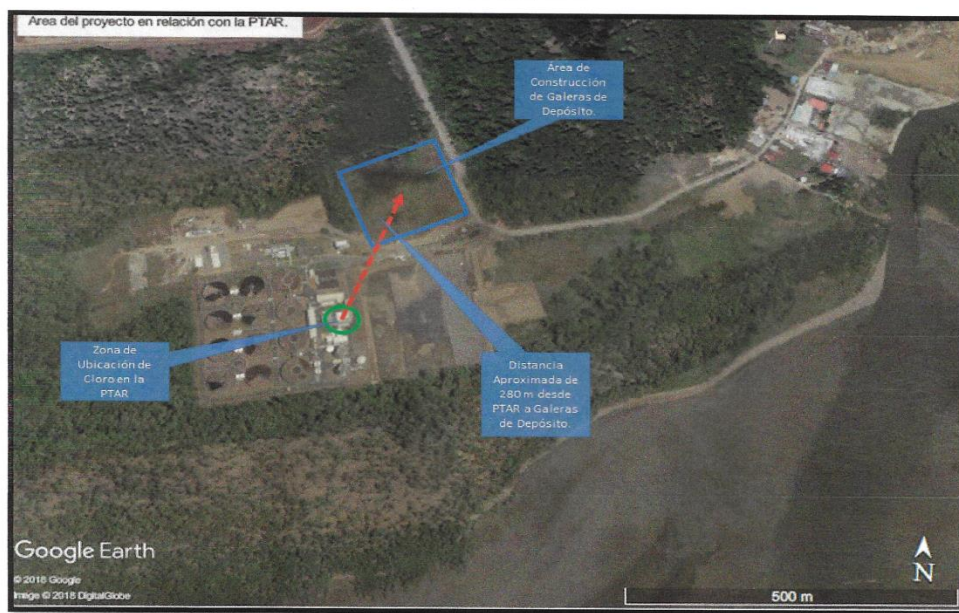 Area del proyecto en relación con la PTAR.
Área de
Construcción
de Galeras de
Depósito.
Zona de
Ubicación de
Cloro en la
PTAR
Distancia
Aproximada de
280 m desde
PTAR a Galeras
de Depósito.
Google Earth
© 2018 Google
Image © 2018 DigitalGlobe
N
500 m